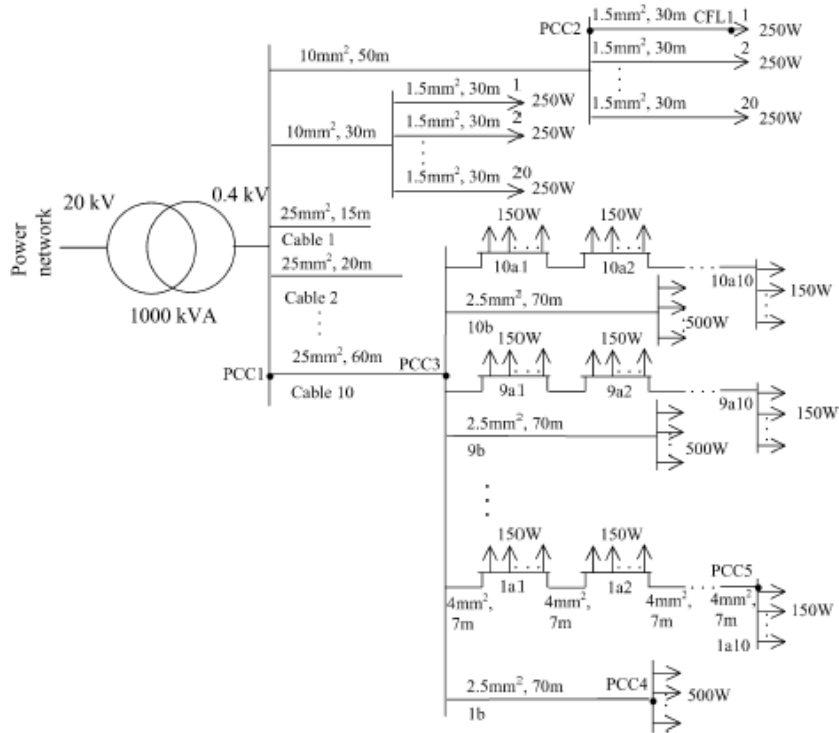 1.5mm², 30m CFL1 1
PCC2
250W
1.5mm², 30m 2
250W
10mm², 50m
1.5mm², 30m 1
250W
1.5mm², 30m 20
250W
1.5mm², 30m 2
250W
10mm², 30m
1.5mm², 30m 20
250W
20 kV
0.4 kV
Power network
1000 kVA
25mm², 15m
Cable 1
25mm², 20m
Cable 2
25mm², 60m
Cable 10
PCC1
PCC3
150W 150W
10a1 10a2 10a10
150W
2.5mm², 70m
10b
500W
150W 150W
9a1 9a2 9a10
150W
2.5mm², 70m
9b
500W
150W 150W
1a1 1a2
PCC5
4mm², 7m
4mm², 7m
4mm², 7m
4mm², 7m
150W
1a10
2.5mm², 70m
PCC4
500W
1b